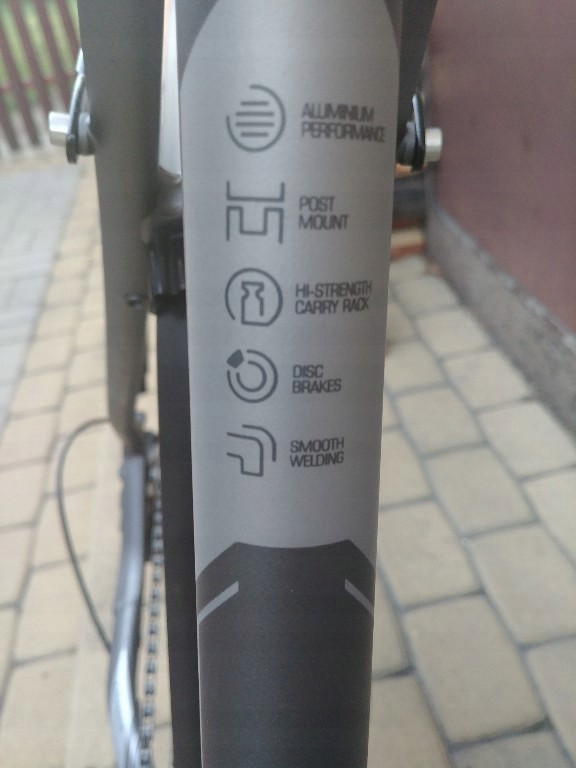 ALUMINIUM
PERFORMANCE
POST
MOUNT
HI-STRENGTH
CARRY RACK
DISC
BRAKES
SMOOTH
WELDING